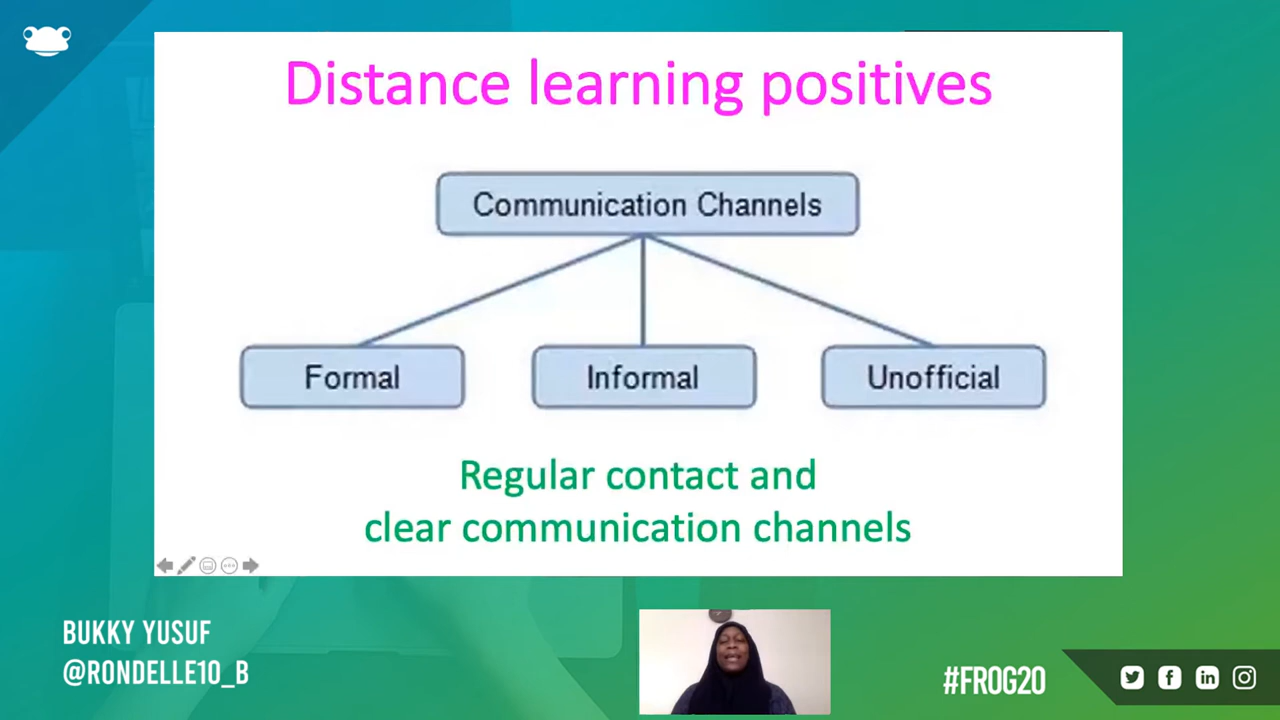 Distance learning positives
Communication Channels
Formal
Informal
Unofficial
Regular contact and
clear communication channels
BUKKY YUSUF
@RONDELLE10_B
#FROG20